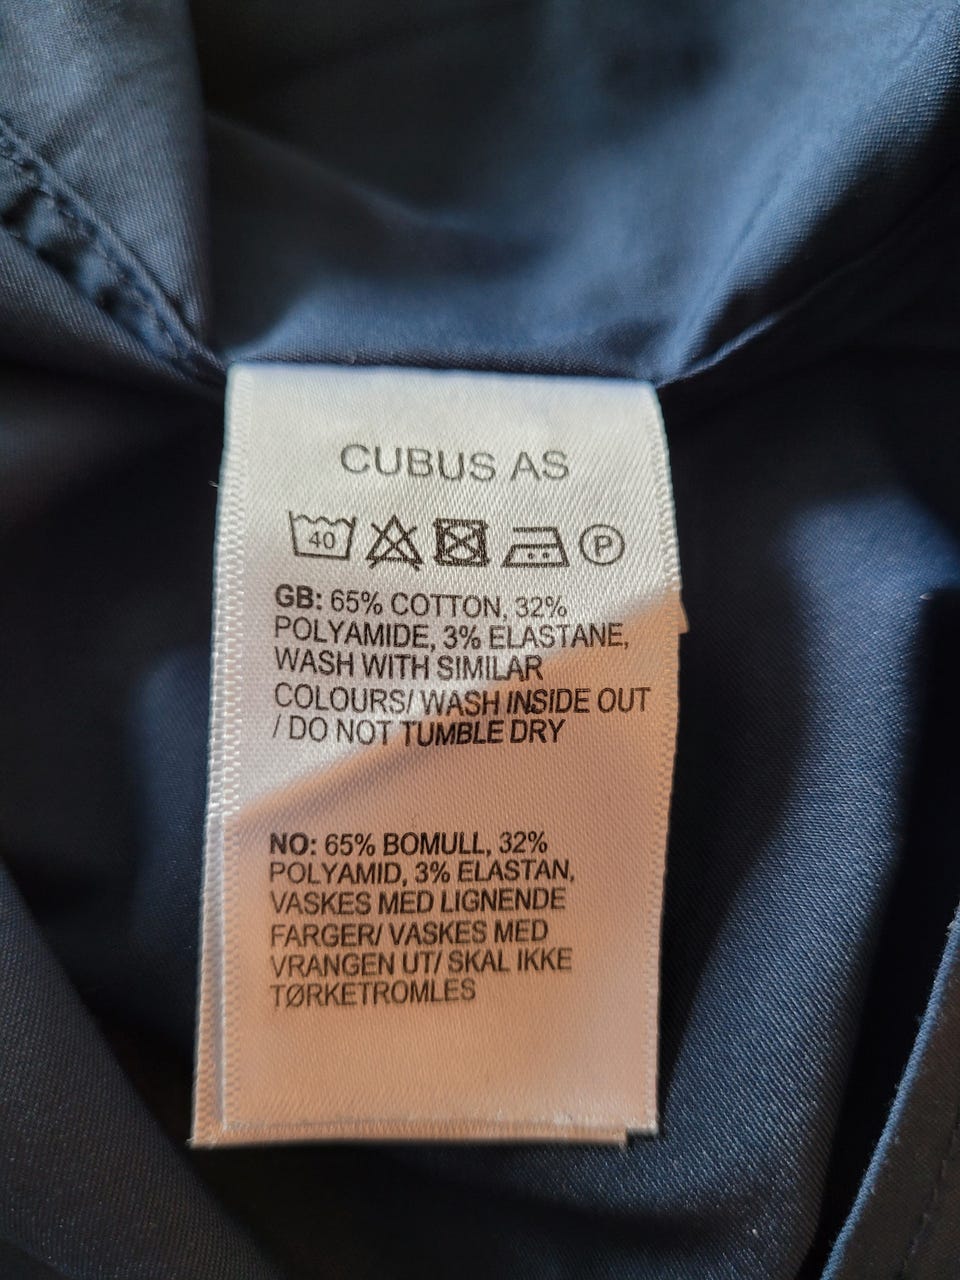 CUBUS AS
40 P
GB: 65% COTTON, 32%
POLYAMIDE, 3% ELASTANE,
WASH WITH SIMILAR
COLOURS/ WASH INSIDE OUT
/ DO NOT TUMBLE DRY
NO: 65% BOMULL, 32%
POLYAMID, 3% ELASTAN,
VASKES MED LIGNENDE
FARGER/ VASKES MED
VRANGEN UT/ SKAL IKKE
TØRKETROMLES